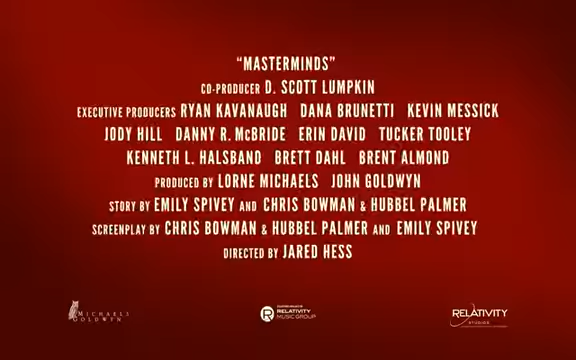 “MASTERMINDS”
CO-PRODUCER D. SCOTT LUMPKIN
EXECUTIVE PRODUCERS RYAN KAVANAUGH DANA BRUNETTI KEVIN MESSICK
JODY HILL DANNY R. McBRIDE ERIN DAVID TUCKER TOOLEY
KENNETH L. HALSBAND BRETT DAHL BRENT ALMOND
PRODUCED BY LORNE MICHAELS JOHN GOLDWYN
STORY BY EMILY SPIVEY AND CHRIS BOWMAN & HUBBEL PALMER
SCREENPLAY BY CHRIS BOWMAN & HUBBEL PALMER AND EMILY SPIVEY
DIRECTED BY JARED HESS
MICHAELS
GOLDWYN
RELATIVITY
MUSIC GROUP
RELATIVITY
STUDIOS